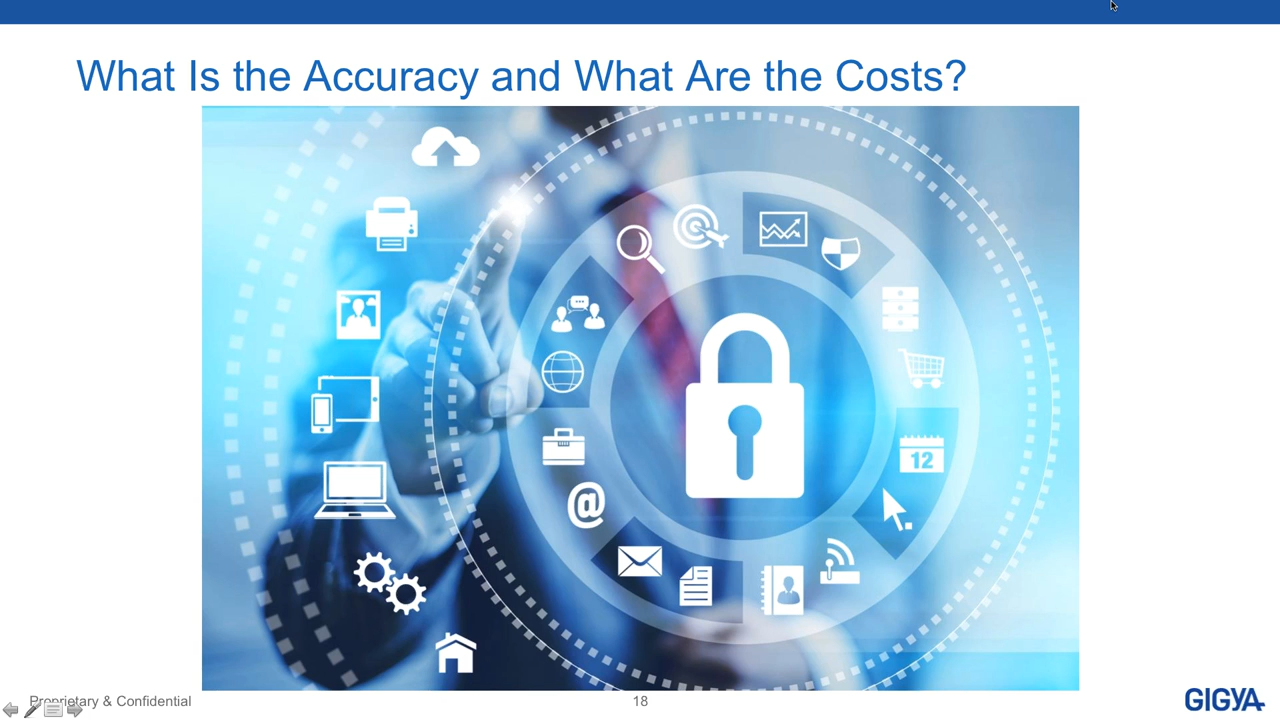 What Is the Accuracy and What Are the Costs?
12
@
Proprietary & Confidential
18
GIGYA